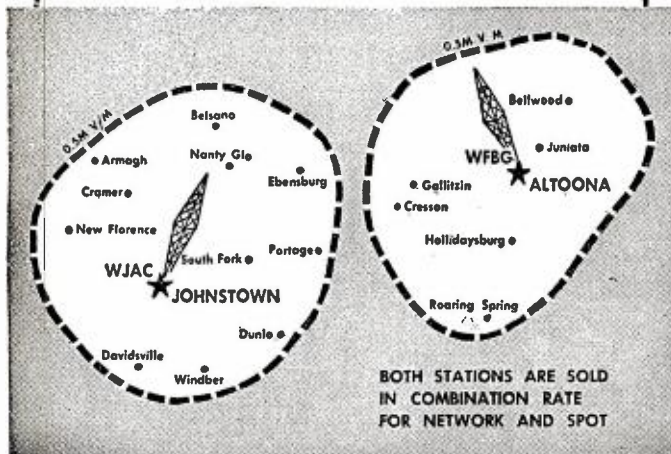 0.5M V/M
Belsano
Armagh
Nanty Glo
Ebensburg
Cramer
New Florence
South Fork
Portage
WJAC
JOHNSTOWN
Dunlo
Davidsville
Windber
0.5M V M
Bellwood
Juniata
WFBG
ALTOONA
Gallitzin
Cresson
Hollidaysburg
Roaring Spring
BOTH STATIONS ARE SOLD
IN COMBINATION RATE
FOR NETWORK AND SPOT